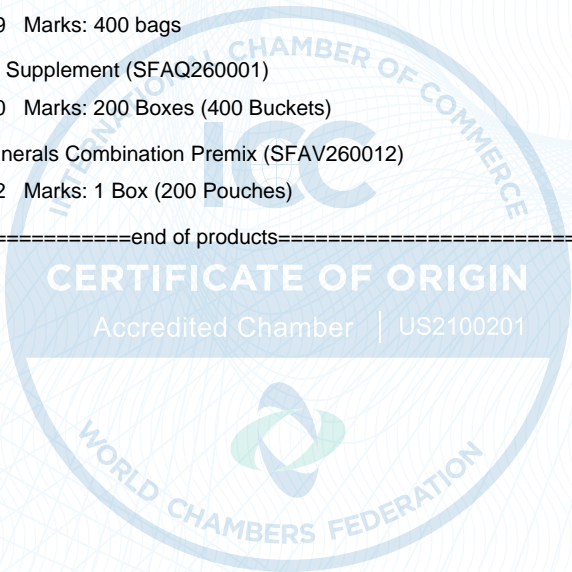 9 Marks: 400 bags
Supplement (SFAQ260001)
0 Marks: 200 Boxes (400 Buckets)
nerals Combination Premix (SFAV260012)
2 Marks: 1 Box (200 Pouches)
===========end of products========================
INTERNATIONAL CHAMBER OF COMMERCE
ICC
CERTIFICATE OF ORIGIN
Accredited Chamber | US2100201
WORLD CHAMBERS FEDERATION